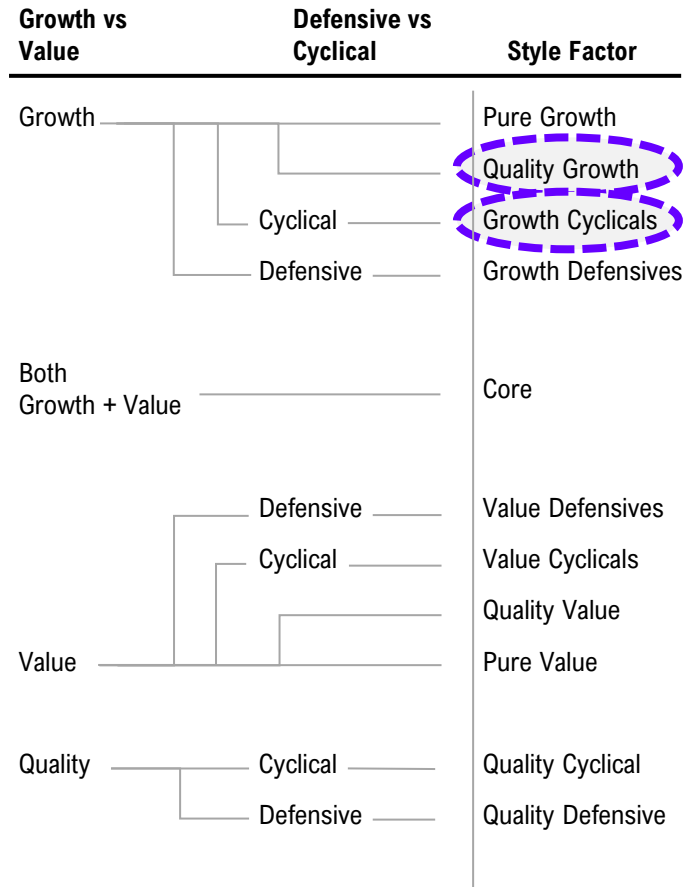 Growth vs Value
Defensive vs Cyclical
Style Factor
Growth
Pure Growth
Quality Growth
Cyclical
Growth Cyclicals
Defensive
Growth Defensives
Both
Growth + Value
Core
Defensive
Value Defensives
Cyclical
Value Cyclicals
Quality Value
Value
Pure Value
Quality
Cyclical
Quality Cyclical
Defensive
Quality Defensive